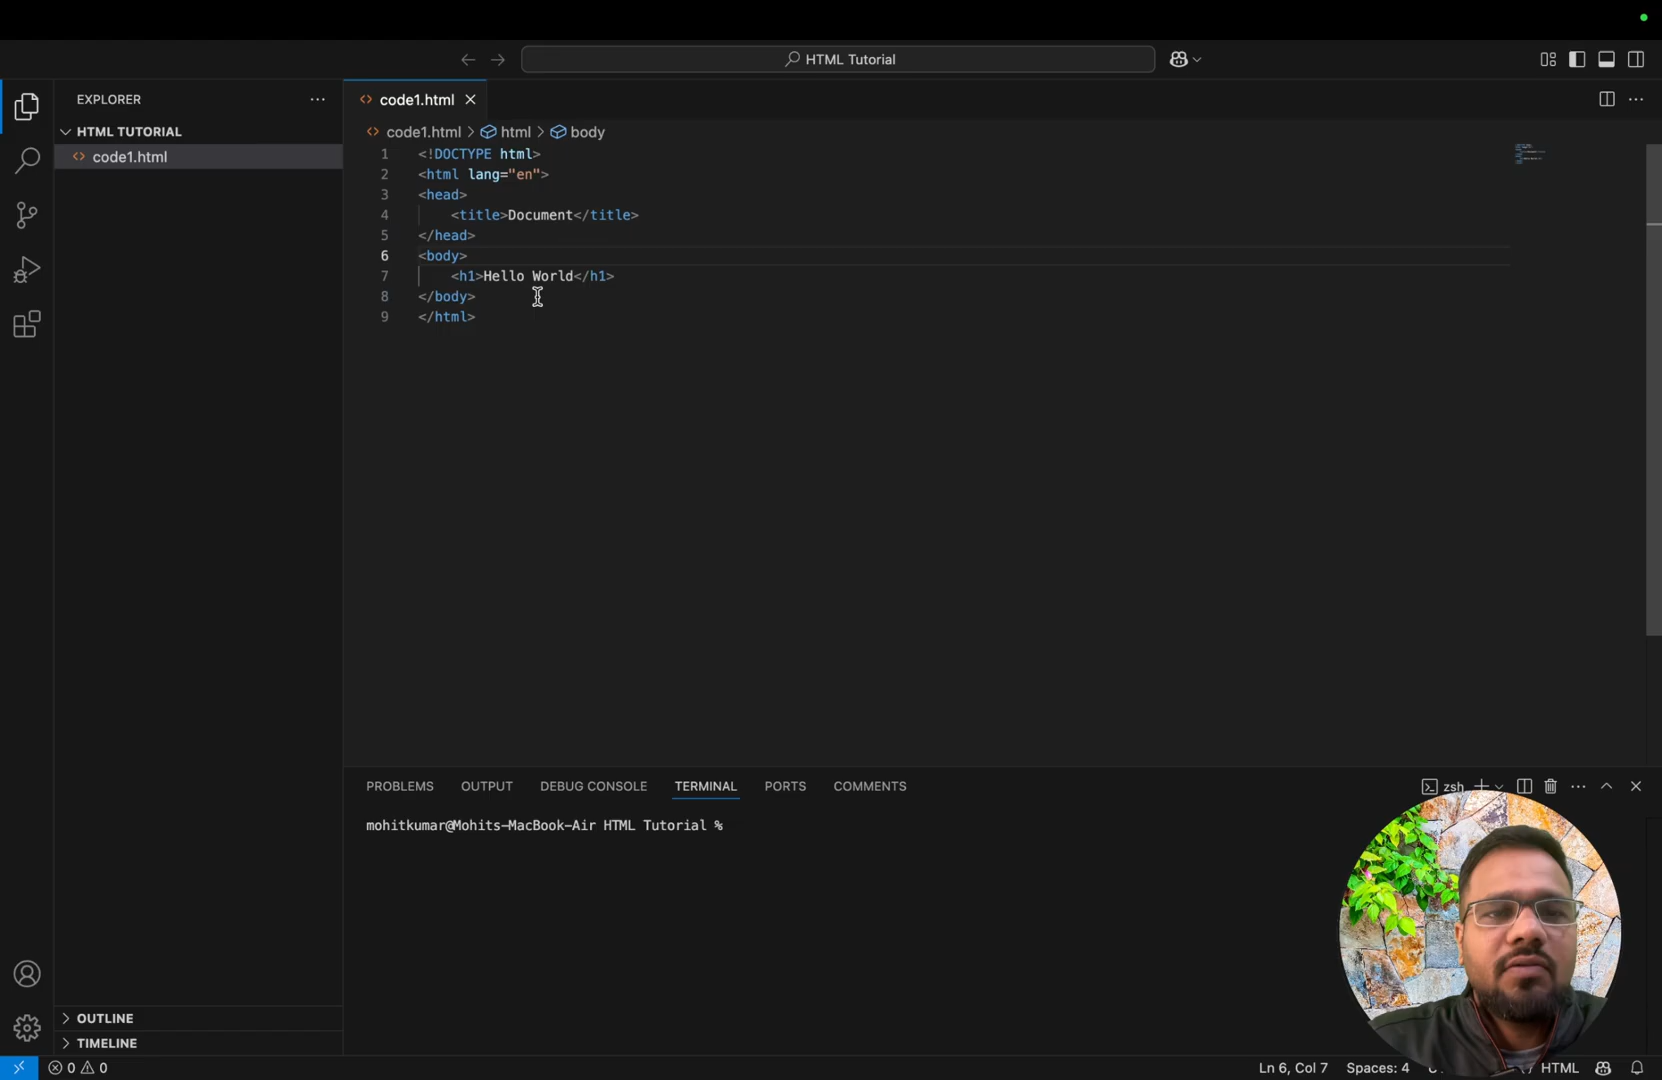 HTML Tutorial
EXPLORER
HTML TUTORIAL
code1.html
code1.html
code1.html > html > body
1 <!DOCTYPE html>
2 <html lang="en">
3 <head>
4     <title>Document</title>
5 </head>
6 <body>
7     <h1>Hello World</h1>
8 </body>
9 </html>
PROBLEMS OUTPUT DEBUG CONSOLE TERMINAL PORTS COMMENTS
zsh
mohitkumar@Mohits-MacBook-Air HTML Tutorial %
OUTLINE
TIMELINE
0 0 Ln 6, Col 7 Spaces: 4 HTML